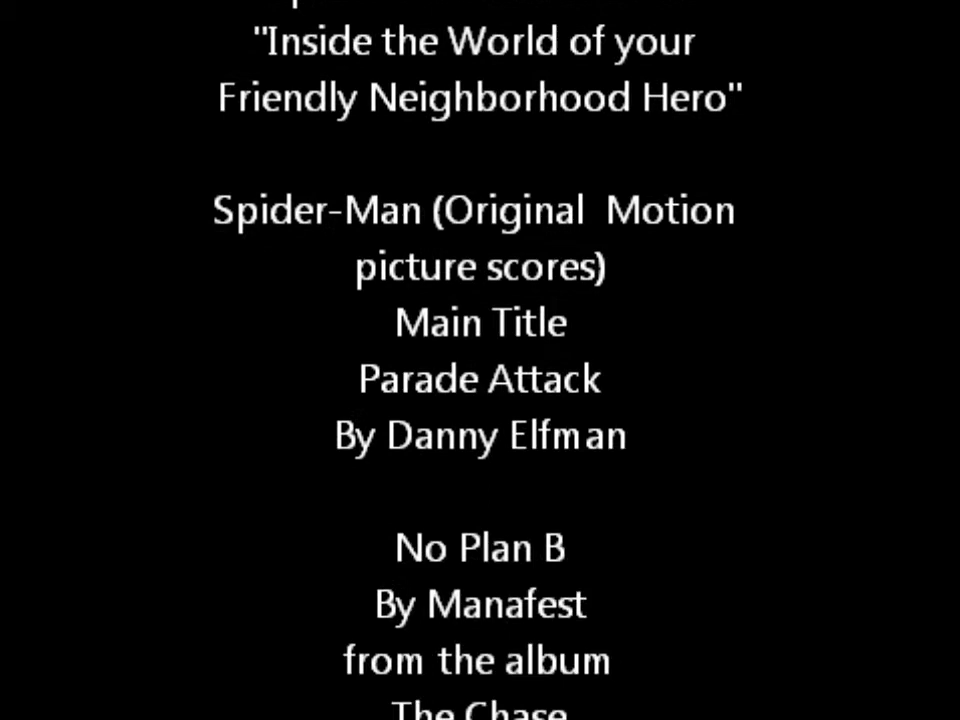 "Inside the World of your
Friendly Neighborhood Hero"
Spider-Man (Original  Motion
picture scores)
Main Title
Parade Attack
By Danny Elfman
No Plan B
By Manafest
from the album
The Chase